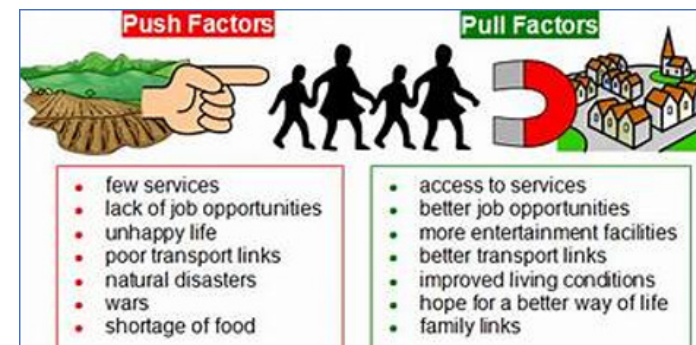 Push Factors
Pull Factors
• few services
• lack of job opportunities
• unhappy life
• poor transport links
• natural disasters
• wars
• shortage of food
• access to services
• better job opportunities
• more entertainment facilities
• better transport links
• improved living conditions
• hope for a better way of life
• family links